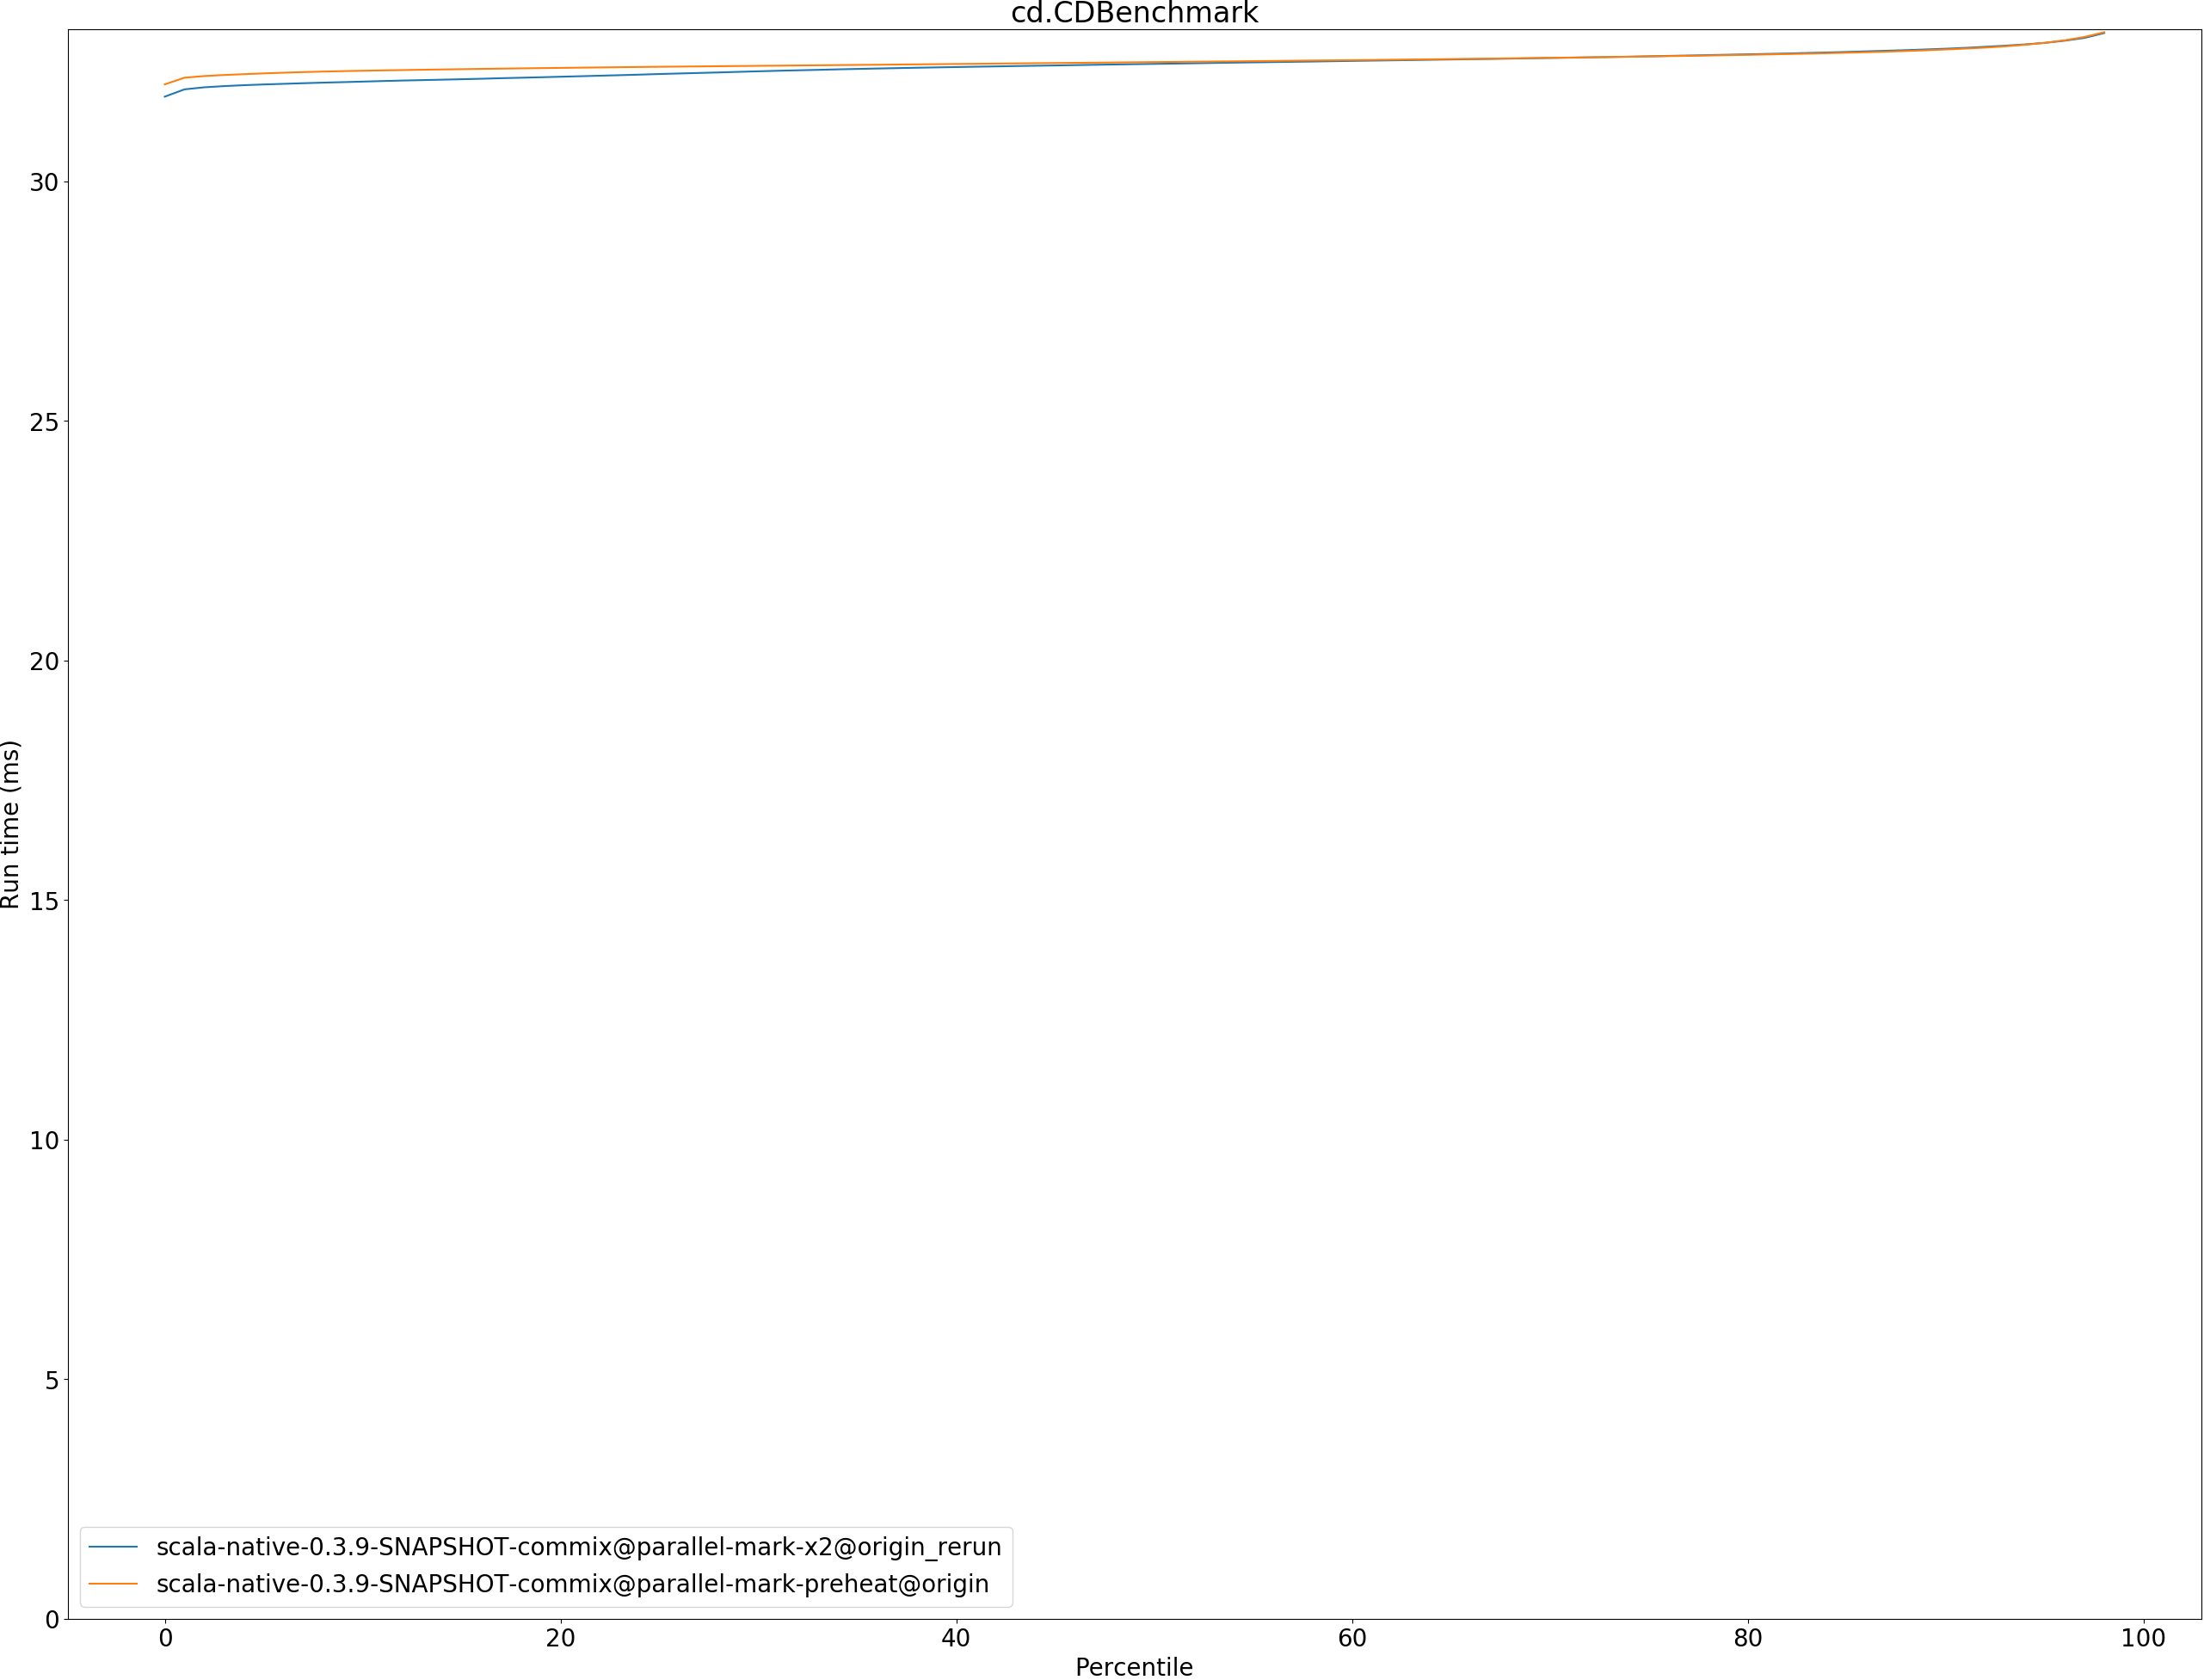 cd.CDBenchmark
Run time (ms)
30
25
20
15
10
5
0
scala-native-0.3.9-SNAPSHOT-commix@parallel-mark-x2@origin_rerun
scala-native-0.3.9-SNAPSHOT-commix@parallel-mark-preheat@origin
0 20 40 60 80 100
Percentile